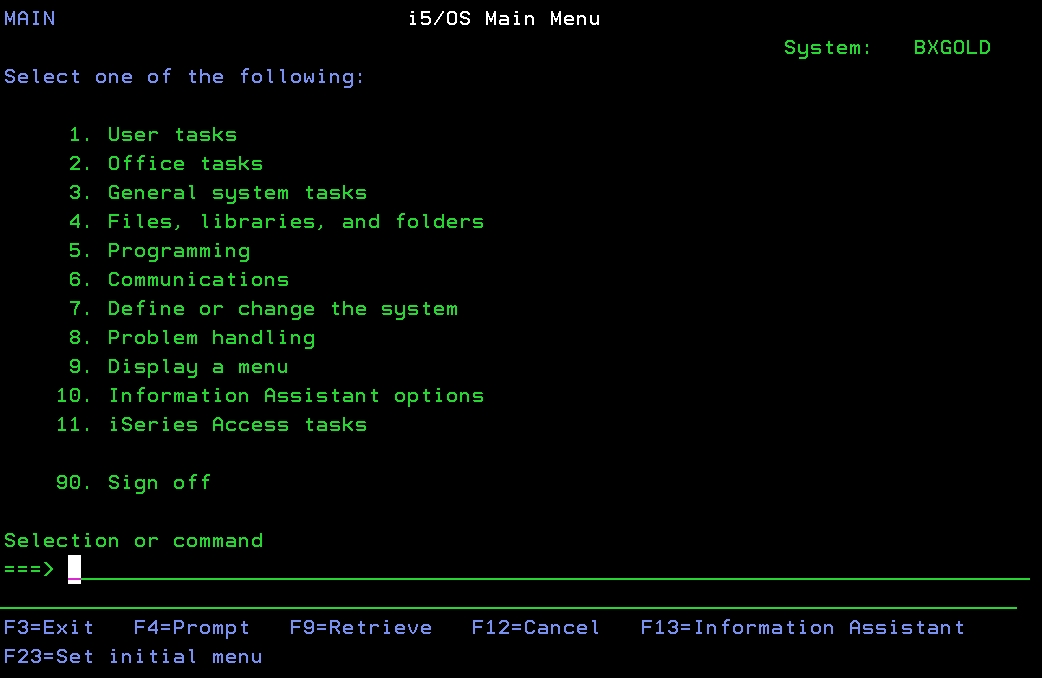 MAIN i5/OS Main Menu
System: BXGOLD
Select one of the following:
1. User tasks
2. Office tasks
3. General system tasks
4. Files, libraries, and folders
5. Programming
6. Communications
7. Define or change the system
8. Problem handling
9. Display a menu
10. Information Assistant options
11. iSeries Access tasks
90. Sign off
Selection or command
===>
F3=Exit F4=Prompt F9=Retrieve F12=Cancel F13=Information Assistant
F23=Set initial menu